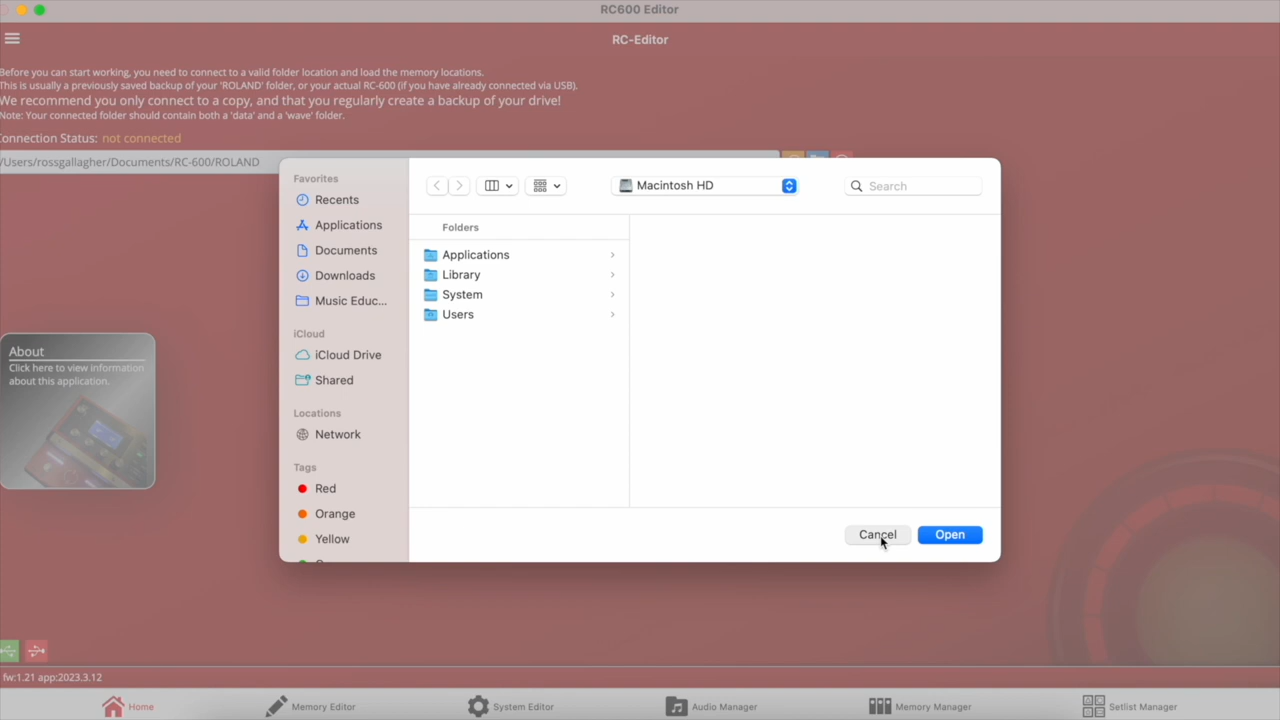 RC600 Editor
RC-Editor
Before you can start working, you need to connect to a valid folder location and load the memory locations.
This is usually a previously saved backup of your 'ROLAND' folder, or your actual RC-600 (if you have already connected via USB).
We recommend you only connect to a copy, and that you regularly create a backup of your drive!
Note: Your connected folder should contain both a 'data' and a 'wave' folder.
Connection Status: not connected
/Users/rossgallagher/Documents/RC-600/ROLAND
Favorites
Recents
Applications
Documents
Downloads
Music Educ...
iCloud
iCloud Drive
Shared
Locations
Network
Tags
Red
Orange
Yellow
Macintosh HD
Search
Folders
Applications
Library
System
Users
Cancel
Open
About
Click here to view information
about this application.
fw:1.21 app:2023.3.12
Home
Memory Editor
System Editor
Audio Manager
Memory Manager
Setlist Manager